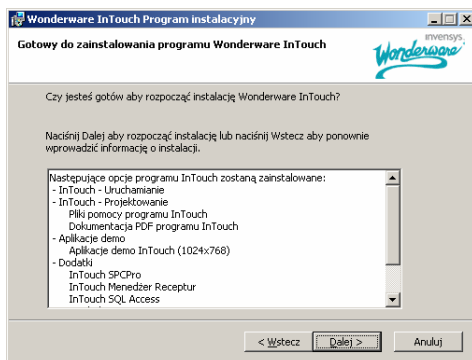 Wonderware InTouch Program instalacyjny
Gotowy do zainstalowania programu Wonderware InTouch
invensys.
Wonderware
Czy jesteś gotów aby rozpocząć instalację Wonderware InTouch?
Naciśnij Dalej aby rozpocząć instalację lub naciśnij Wstecz aby ponownie
wprowadzić informację o instalacji.
Następujące opcje programu InTouch zostaną zainstalowane:
- InTouch - Uruchamianie
- InTouch - Projektowanie
Pliki pomocy programu InTouch
Dokumentacja PDF programu InTouch
- Aplikacje demo
Aplikacje demo InTouch (1024x768)
- Dodatki
InTouch SPCPro
InTouch Menedżer Receptur
InTouch SQL Access
< Wstecz Dalej > Anuluj